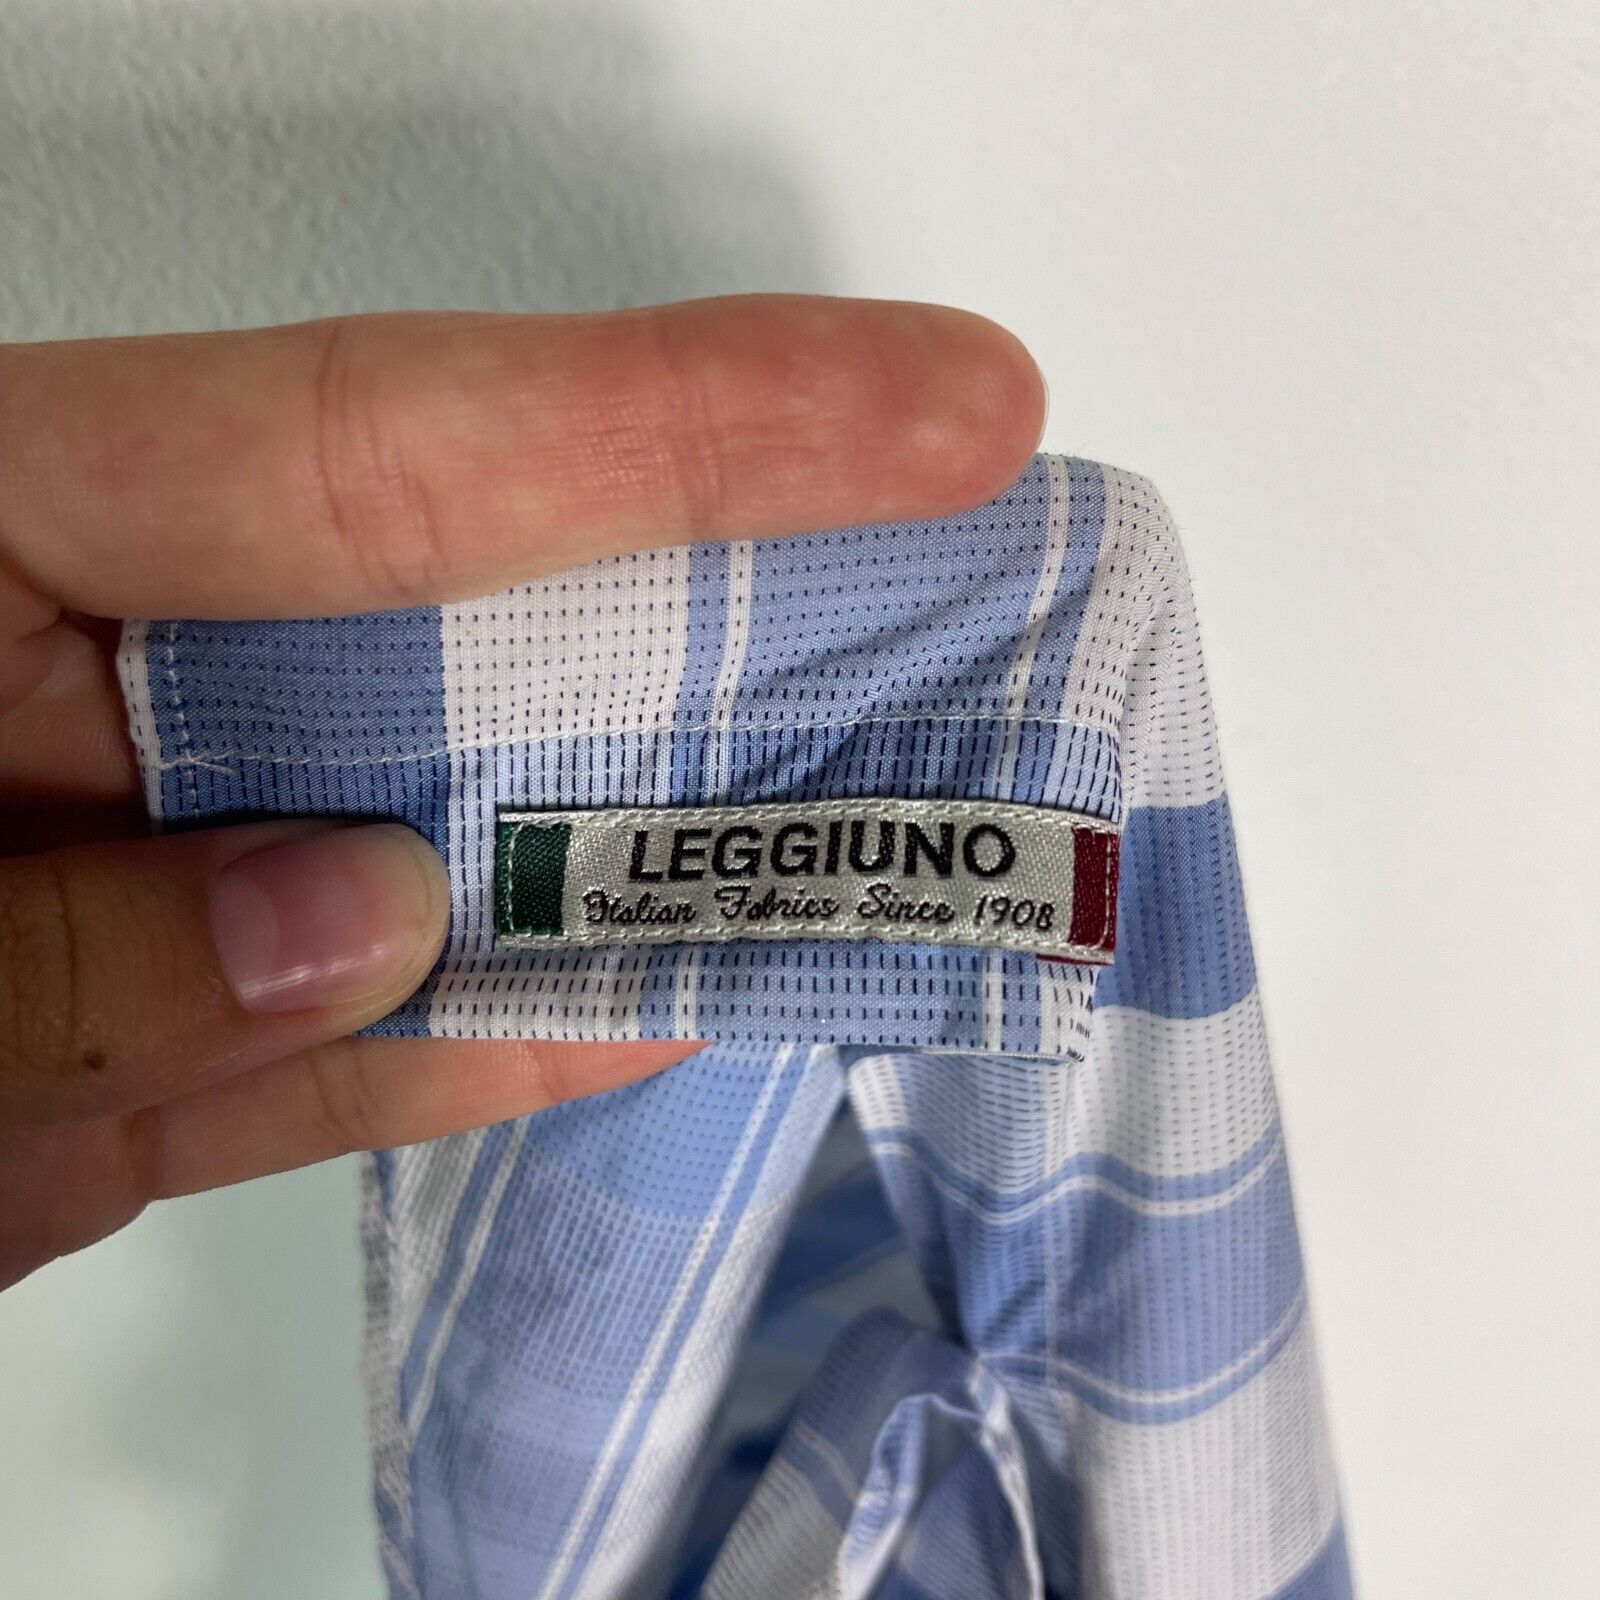 LEGGIUNO
Italian Fabrics Since 1908